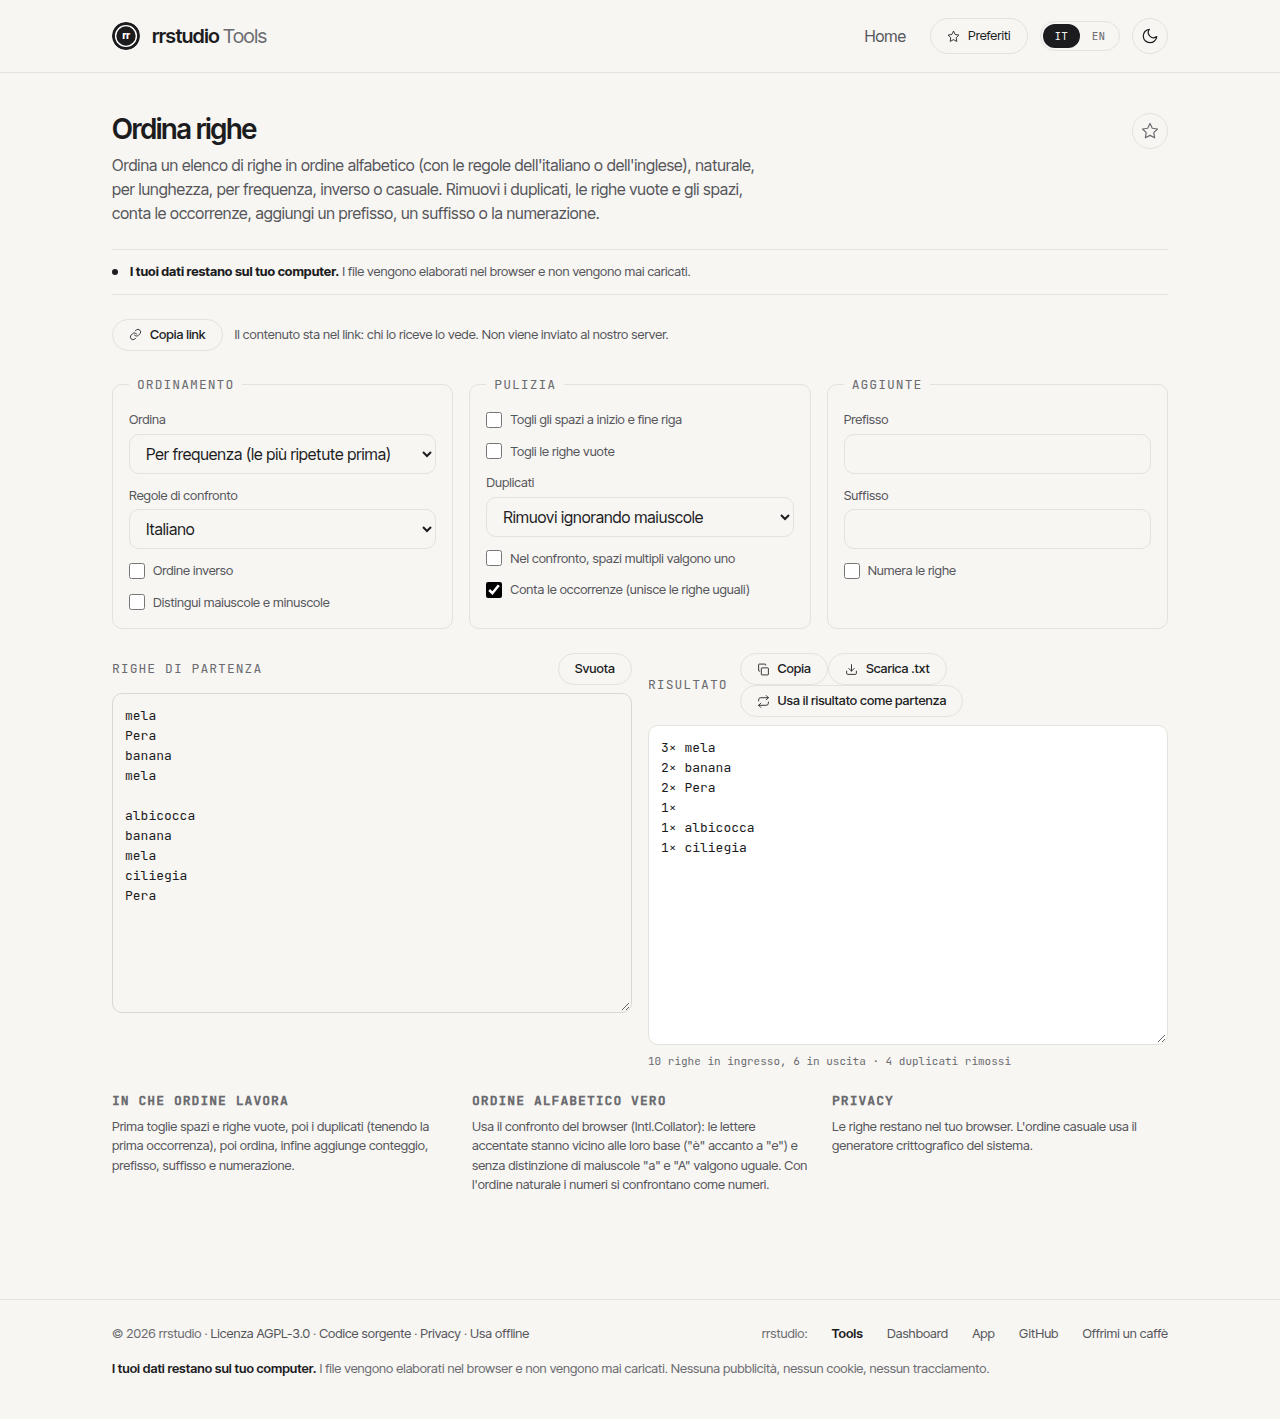 rr rrstudio Tools
Home
Preferiti
IT EN
Ordina righe
Ordina un elenco di righe in ordine alfabetico (con le regole dell'italiano o dell'inglese), naturale,
per lunghezza, per frequenza, inverso o casuale. Rimuovi i duplicati, le righe vuote e gli spazi,
conta le occorrenze, aggiungi un prefisso, un suffisso o la numerazione.
I tuoi dati restano sul tuo computer. I file vengono elaborati nel browser e non vengono mai caricati.
Copia link
Il contenuto sta nel link: chi lo riceve lo vede. Non viene inviato al nostro server.
ORDINAMENTO
Ordina
Per frequenza (le più ripetute prima)
Regole di confronto
Italiano
Ordine inverso
Distingui maiuscole e minuscole
PULIZIA
Togli gli spazi a inizio e fine riga
Togli le righe vuote
Duplicati
Rimuovi ignorando maiuscole
Nel confronto, spazi multipli valgono uno
Conta le occorrenze (unisce le righe uguali)
AGGIUNTE
Prefisso
Suffisso
Numera le righe
RIGHE DI PARTENZA
Svuota
mela
Pera
banana
mela
albicocca
banana
mela
ciliegia
Pera
RISULTATO
Copia
Scarica .txt
Usa il risultato come partenza
3× mela
2× banana
2× Pera
1×
1× albicocca
1× ciliegia
10 righe in ingresso, 6 in uscita · 4 duplicati rimossi
IN CHE ORDINE LAVORA
Prima toglie spazi e righe vuote, poi i duplicati (tenendo la
prima occorrenza), poi ordina, infine aggiunge conteggio,
prefisso, suffisso e numerazione.
ORDINE ALFABETICO VERO
Usa il confronto del browser (Intl.Collator): le lettere
accentate stanno vicino alle loro base ("è" accanto a "e") e
senza distinzione di maiuscole "a" e "A" valgono uguale. Con
l'ordine naturale i numeri si confrontano come numeri.
PRIVACY
Le righe restano nel tuo browser. L'ordine casuale usa il
generatore crittografico del sistema.
© 2026 rrstudio · Licenza AGPL-3.0 · Codice sorgente · Privacy · Usa offline
rrstudio: Tools Dashboard App GitHub Offrimi un caffè
I tuoi dati restano sul tuo computer. I file vengono elaborati nel browser e non vengono mai caricati. Nessuna pubblicità, nessun cookie, nessun tracciamento.